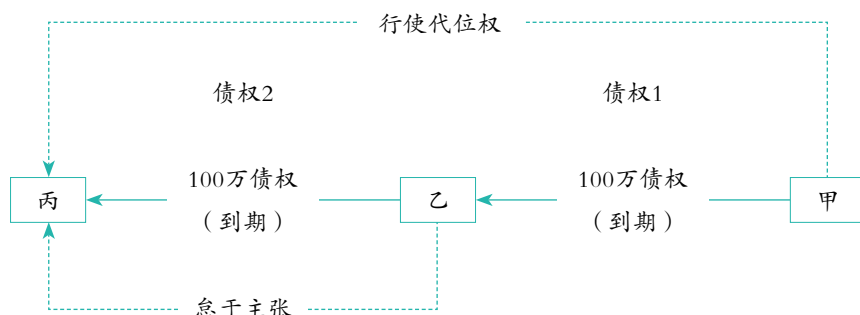 行使代位权
债权2
债权1
100万债权
100万债权
丙
乙
甲
（到期）
（到期）
怠于主张